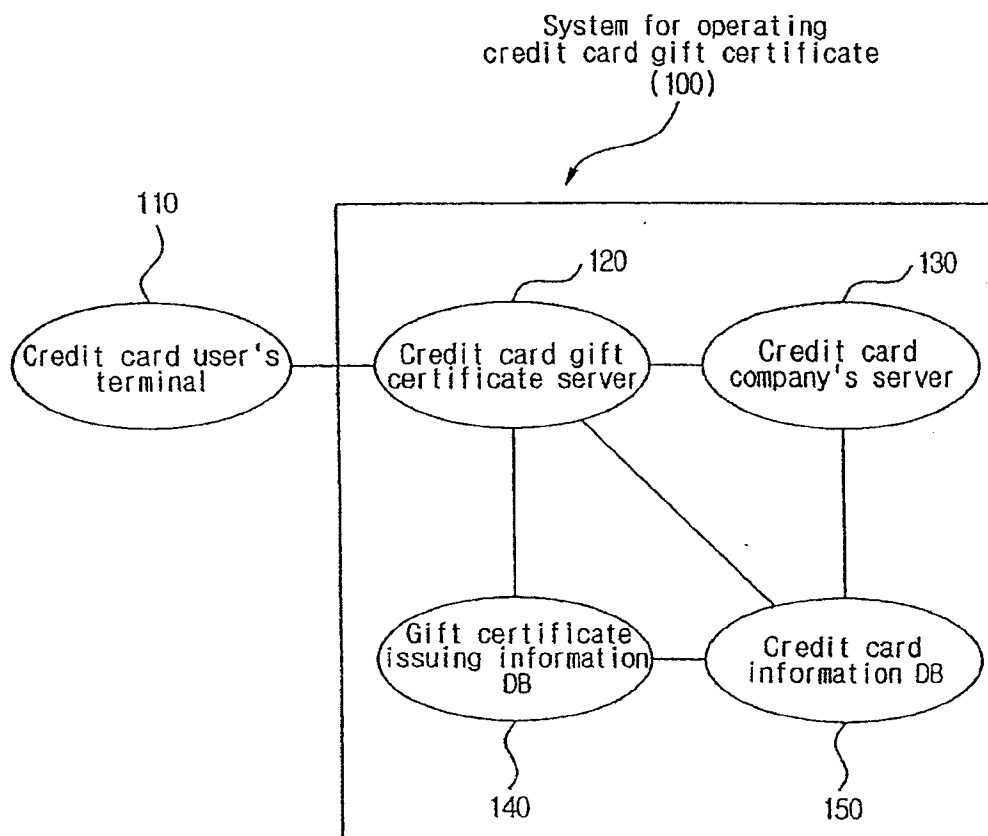 System for operating
credit card gift certificate
(100)
110
120
130
Credit card user's
terminal
Credit card gift
certificate server
Credit card
company's server
Gift certificate
issuing information
DB
Credit card
information DB
140
150